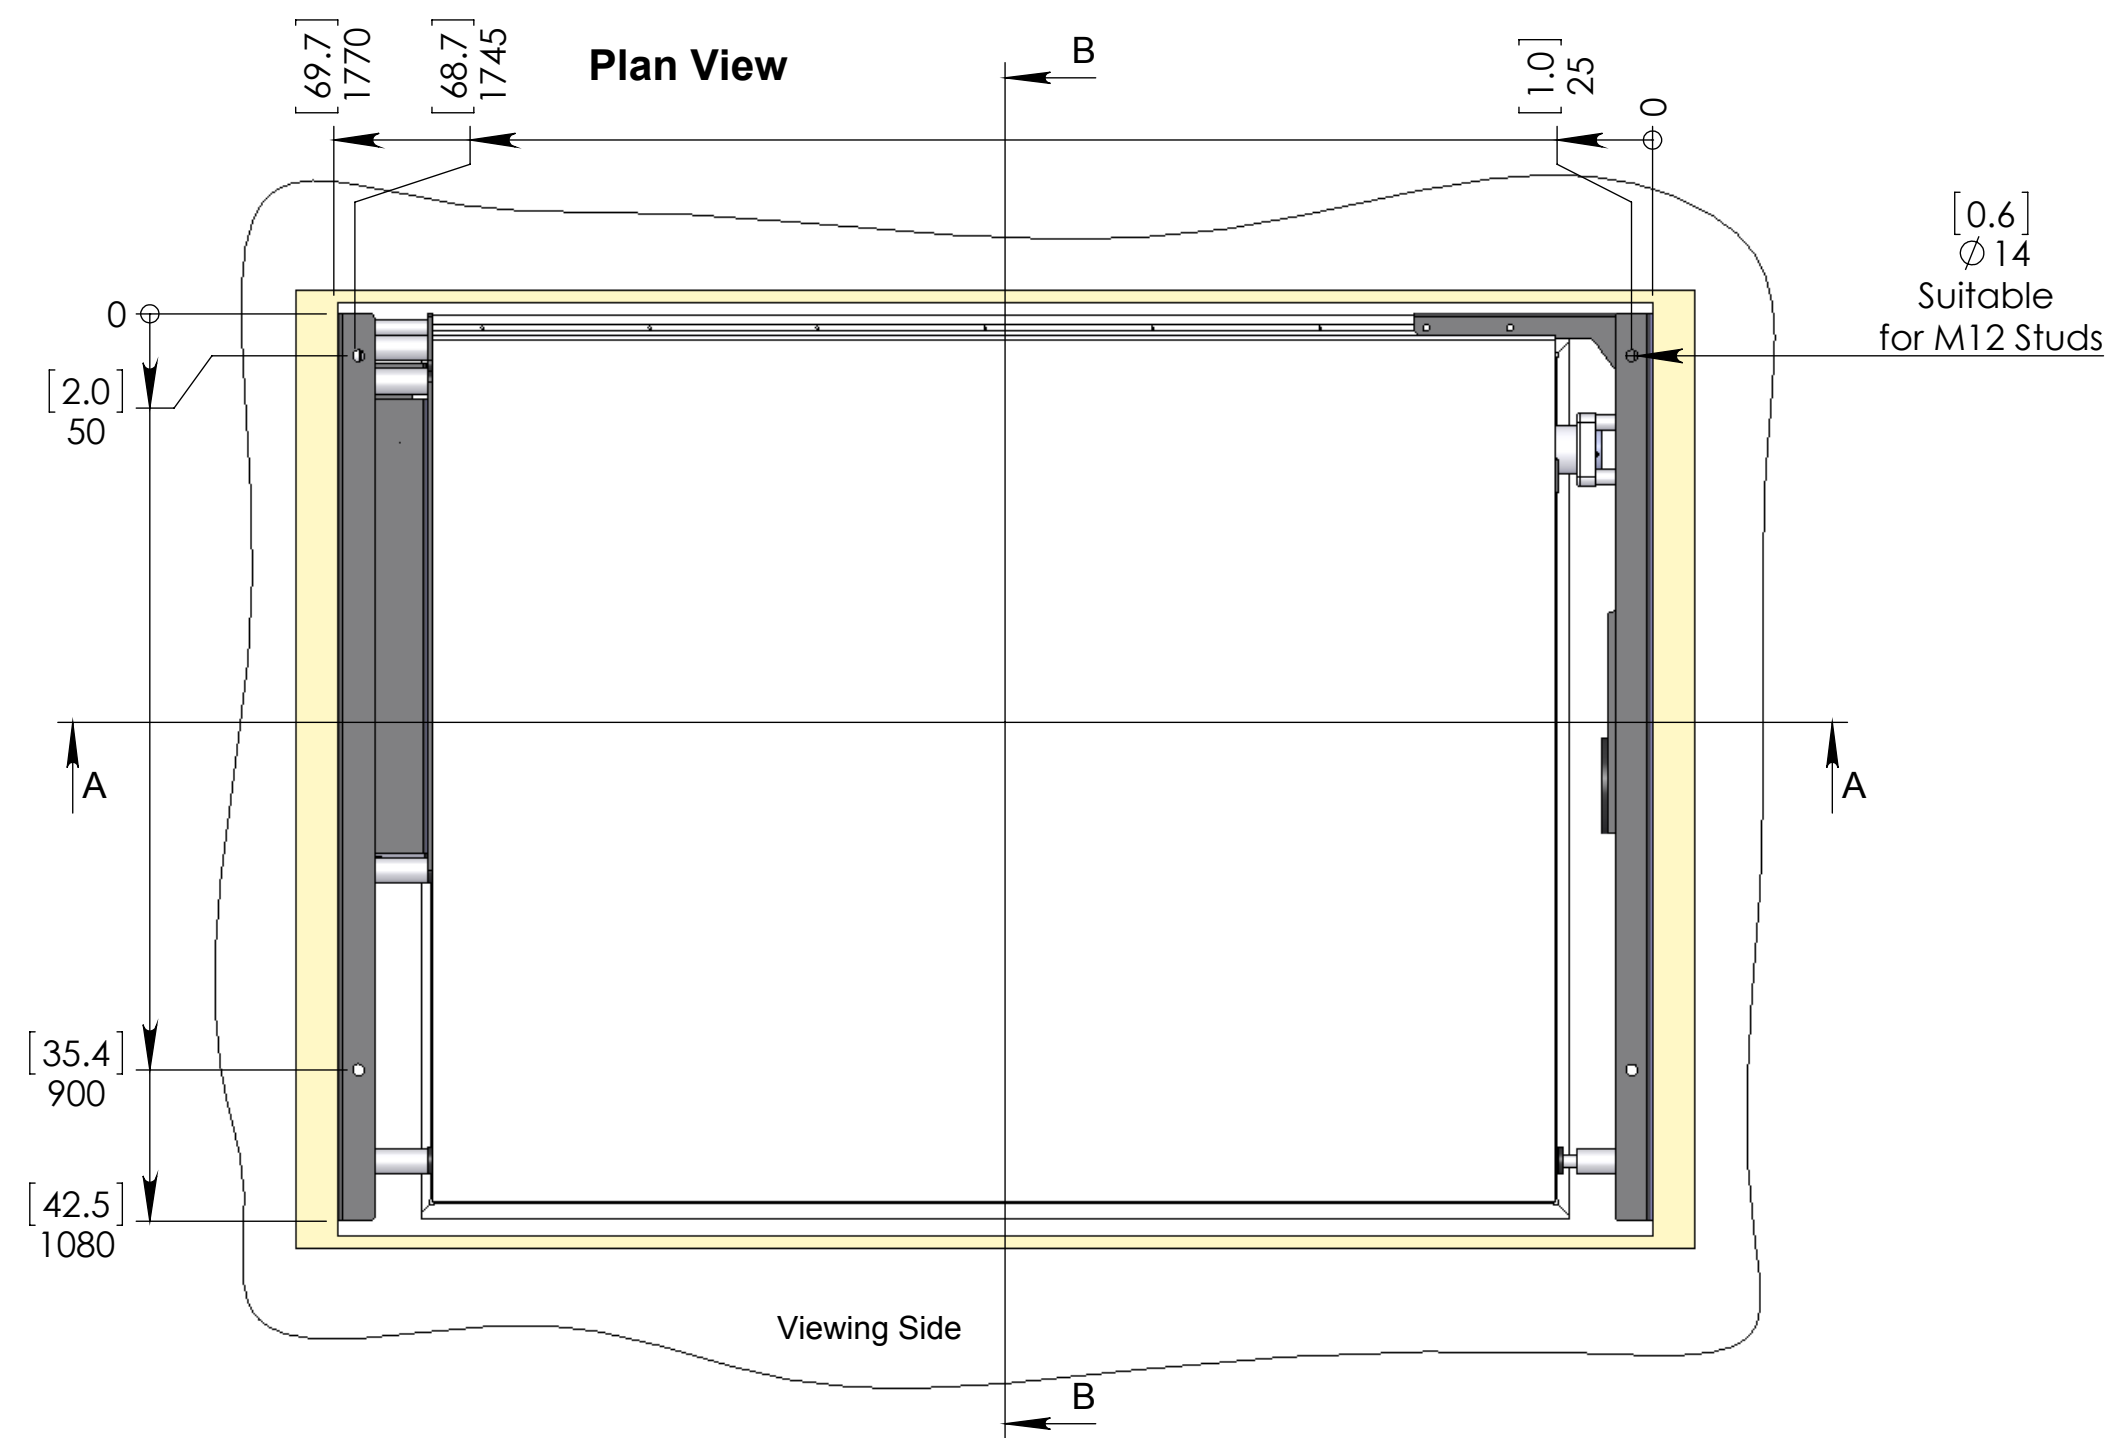 [69.7]
1770
[68.7]
1745
Plan View
B
[1.0]
25
0
[0.6]
⌀14
Suitable
for M12 Studs
0
[2.0]
50
A
A
[35.4]
900
[42.5]
1080
Viewing Side
B